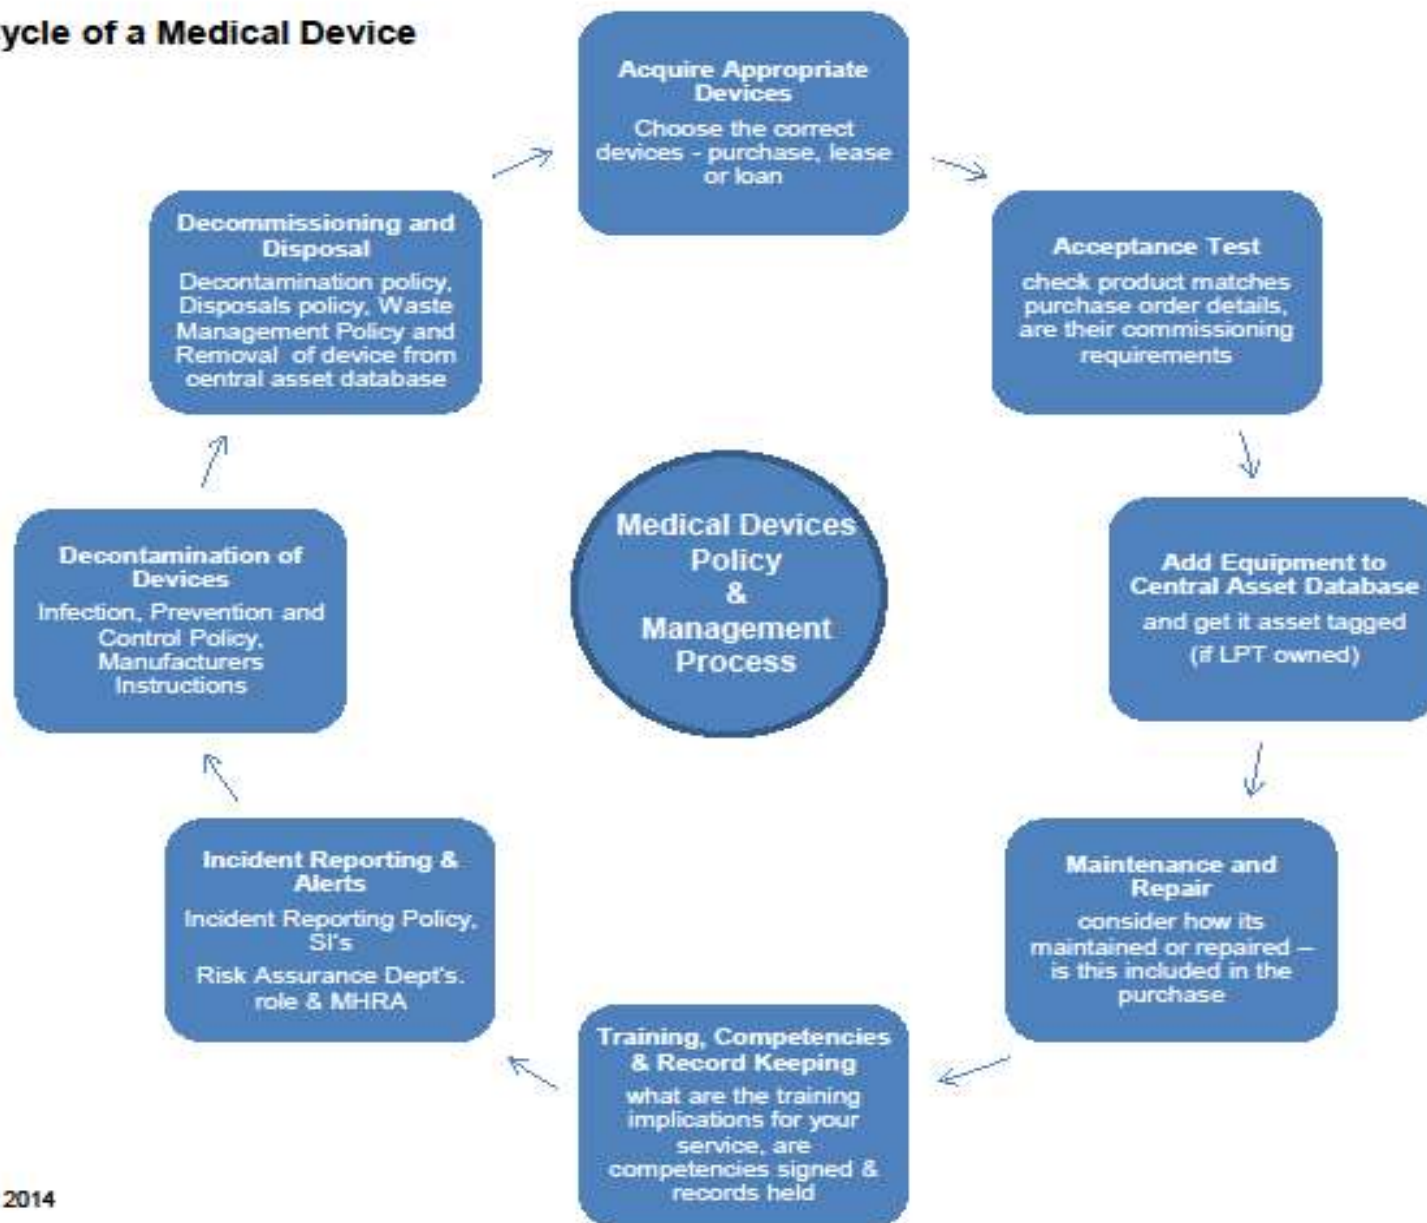 ycle of a Medical Device
Acquire Appropriate
Devices
Choose the correct
devices - purchase, lease
or loan
Acceptance Test
check product matches
purchase order details,
are their commissioning
requirements
Add Equipment to
Central Asset Database
and get it asset tagged
(if LPT owned)
Maintenance and
Repair
consider how its
maintained or repaired –
is this included in the
purchase
Training, Competencies
& Record Keeping
what are the training
implications for your
service, are
competencies signed &
records held
Incident Reporting &
Alerts
Incident Reporting Policy,
SI's
Risk Assurance Dept's.
role & MHRA
Decontamination of
Devices
Infection, Prevention and
Control Policy,
Manufacturers
Instructions
Decommissioning and
Disposal
Decontamination policy,
Disposals policy, Waste
Management Policy and
Removal of device from
central asset database
Medical Devices
Policy
&
Management
Process
2014